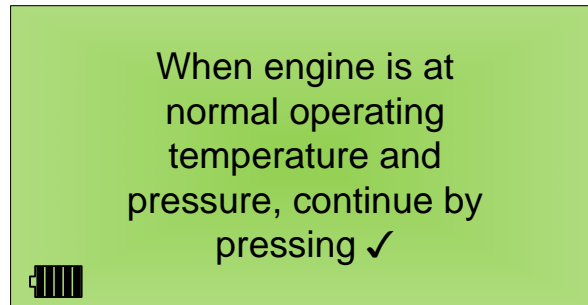 When engine is at
normal operating
temperature and
pressure, continue by
pressing ✓